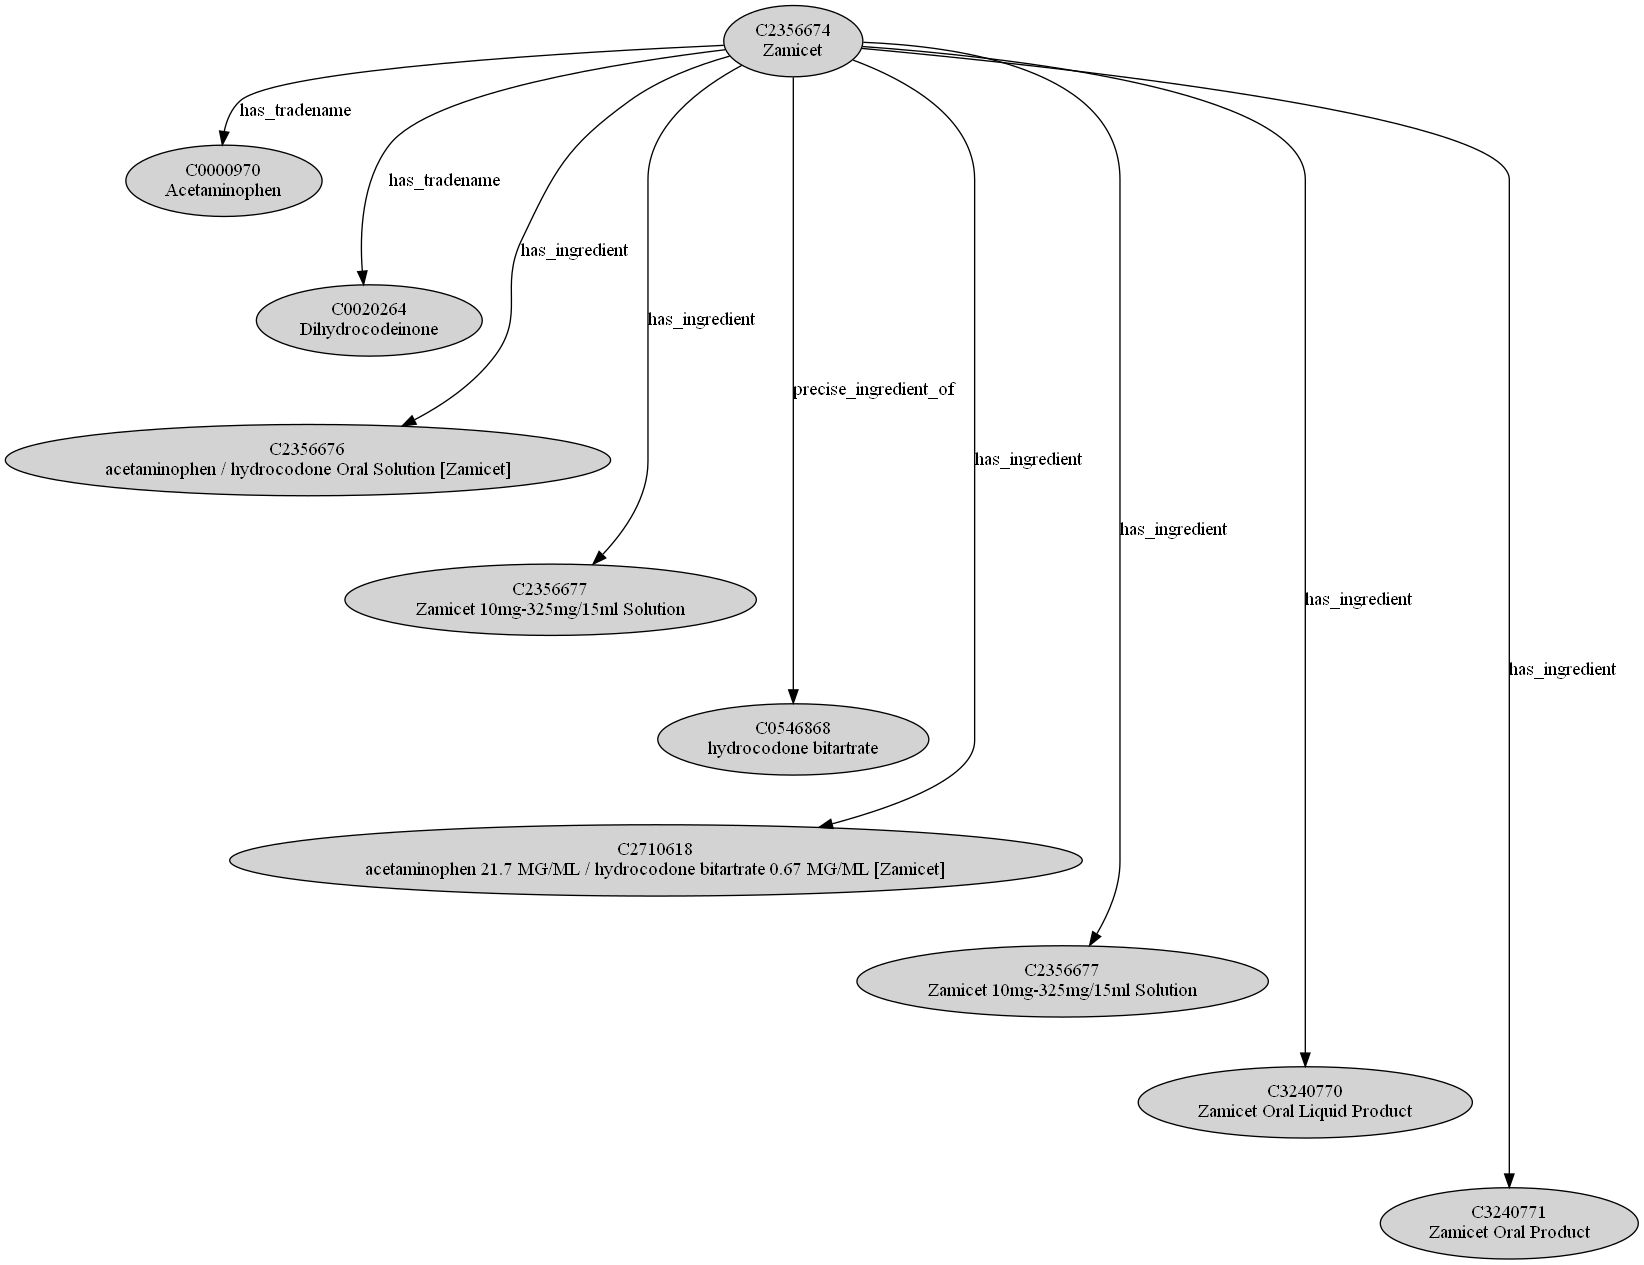 C2356674
Zamicet
has_tradename
C0000970
Acetaminophen
has_tradename
has_ingredient
C0020264
Dihydrocodeinone
has_ingredient
precise_ingredient_of
C2356676
acetaminophen / hydrocodone Oral Solution [Zamicet]
has_ingredient
has_ingredient
C2356677
Zamicet 10mg-325mg/15ml Solution
has_ingredient
has_ingredient
C0546868
hydrocodone bitartrate
C2710618
acetaminophen 21.7 MG/ML / hydrocodone bitartrate 0.67 MG/ML [Zamicet]
C2356677
Zamicet 10mg-325mg/15ml Solution
C3240770
Zamicet Oral Liquid Product
C3240771
Zamicet Oral Product